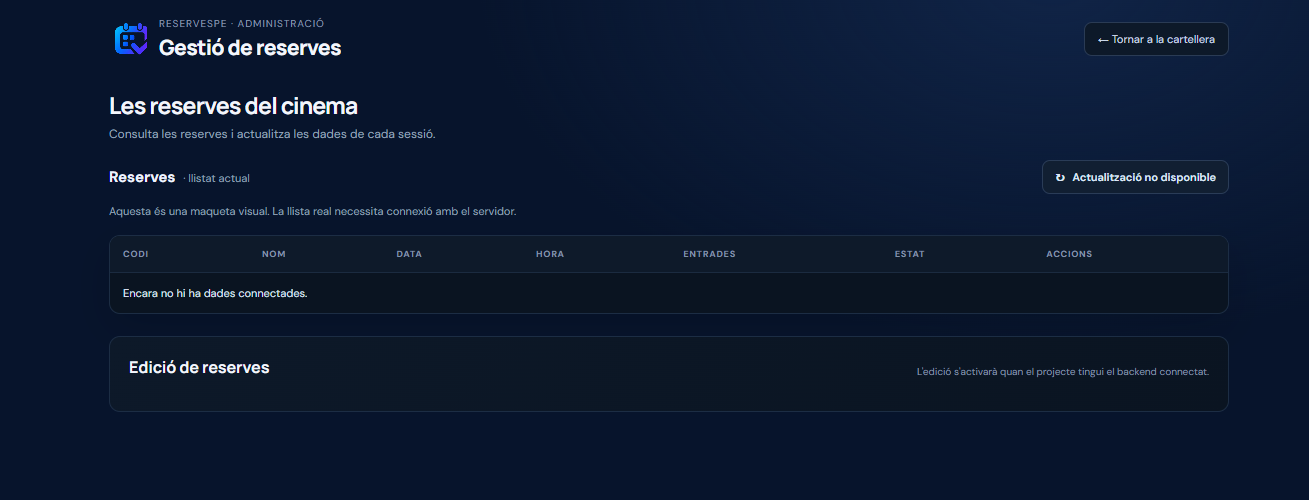 RESERVESPE · ADMINISTRACIÓ
Gestió de reserves
← Tornar a la cartellera
Les reserves del cinema
Consulta les reserves i actualitza les dades de cada sessió.
Reserves · llistat actual
↻ Actualització no disponible
Aquesta és una maqueta visual. La llista real necessita connexió amb el servidor.
CODI NOM DATA HORA ENTRADES ESTAT ACCIONS
Encara no hi ha dades connectades.
Edició de reserves
L'edició s'activarà quan el projecte tingui el backend connectat.